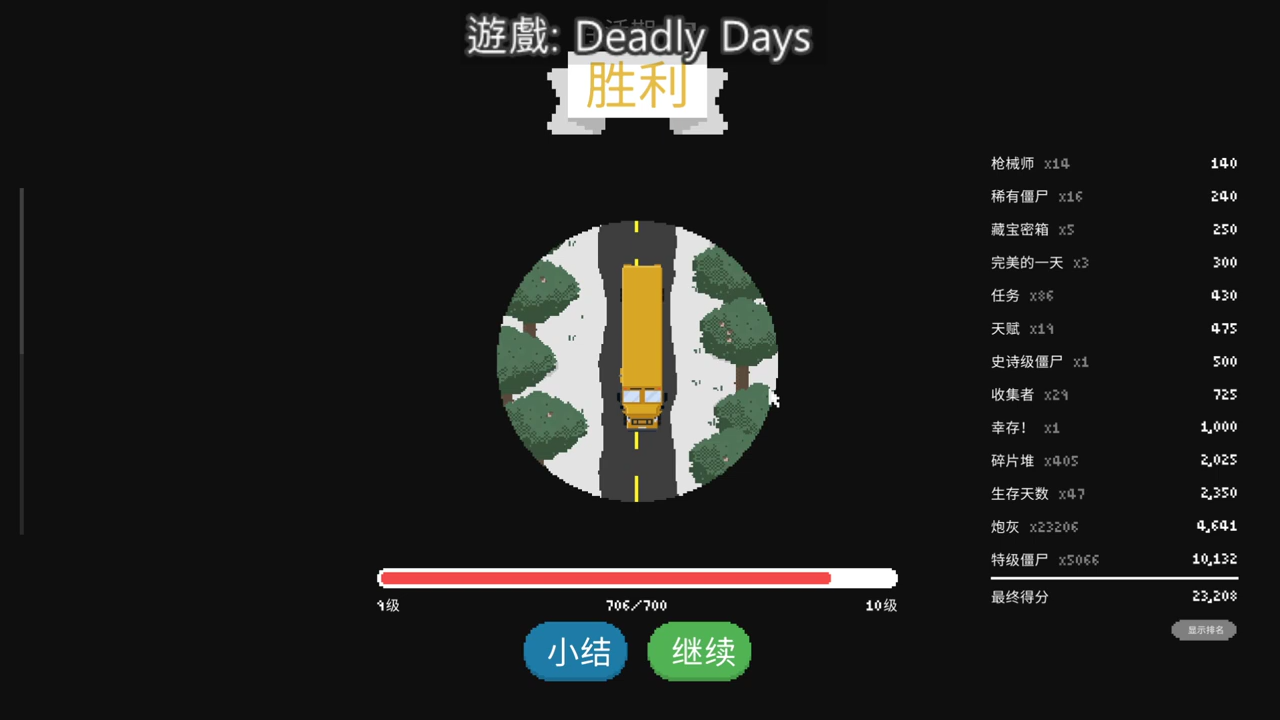 遊戲: Deadly Days
胜利
枪械师 x14 140
稀有僵尸 x16 240
藏宝密箱 x5 250
完美的一天 x3 300
任务 x86 430
天赋 x19 475
史诗级僵尸 x1 500
收集者 x29 725
幸存! x1 1,000
碎片堆 x405 2,025
生存天数 x47 2,350
炮灰 x23206 4,641
特级僵尸 x5066 10,132
最终得分 23,208
显示排名
9级 706/700 10级
小结 继续